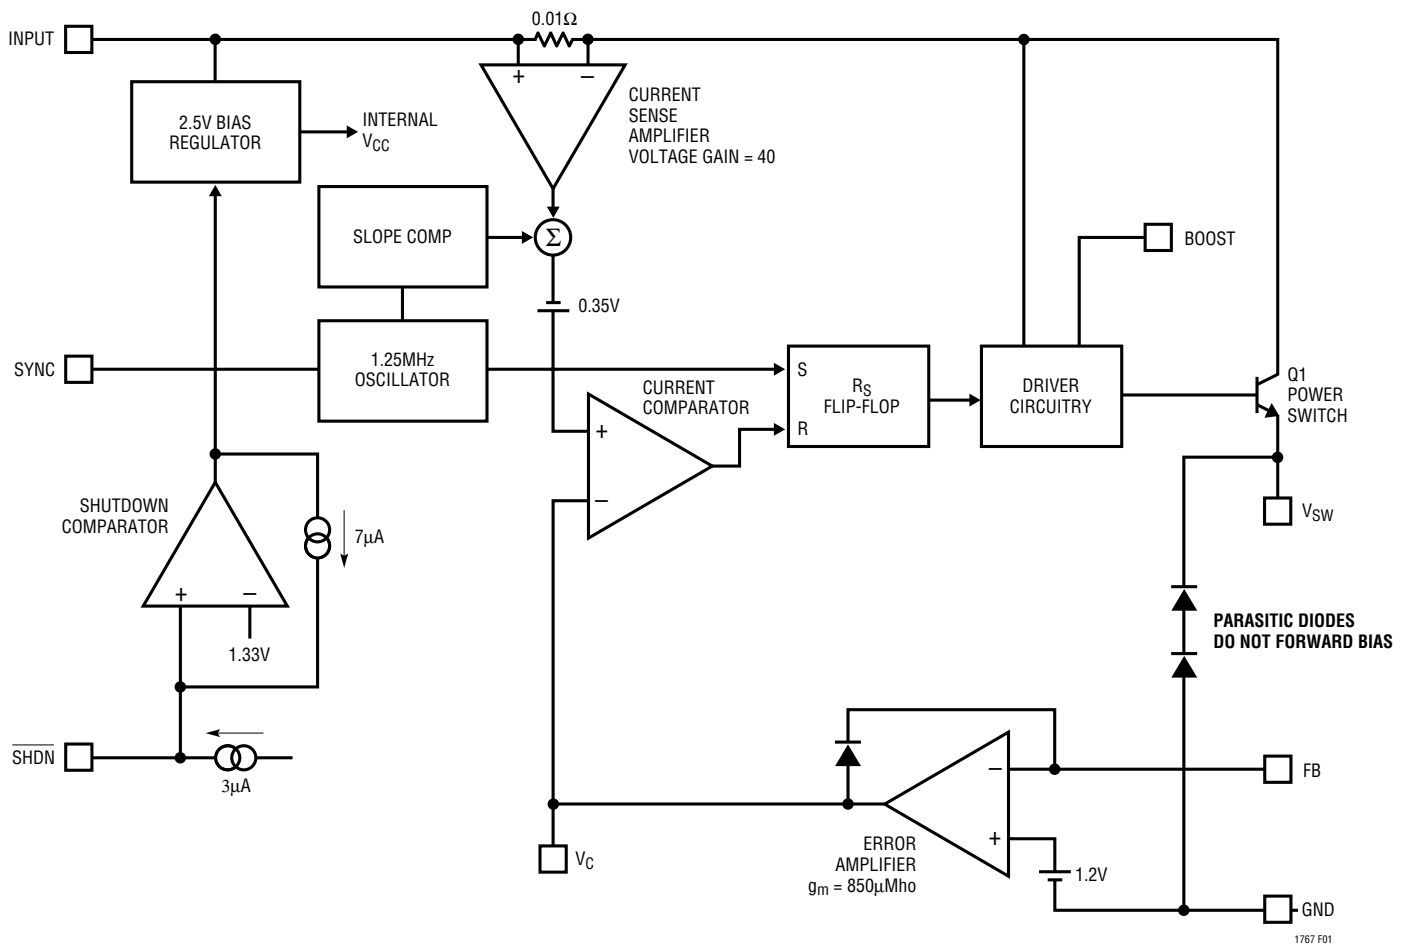 0.01Ω
INPUT
+ −
2.5V BIAS
REGULATOR
INTERNAL
VCC
CURRENT
SENSE
AMPLIFIER
VOLTAGE GAIN = 40
SLOPE COMP
Σ
BOOST
0.35V
SYNC
1.25MHz
OSCILLATOR
CURRENT
COMPARATOR
S
R
RS
FLIP-FLOP
DRIVER
CIRCUITRY
Q1
POWER
SWITCH
+
−
SHUTDOWN
COMPARATOR
7µA
VSW
+ −
1.33V
PARASITIC DIODES
DO NOT FORWARD BIAS
SHDN
3µA
−
FB
+
ERROR
AMPLIFIER
gm = 850µMho
VC
1.2V
GND
1767 F01